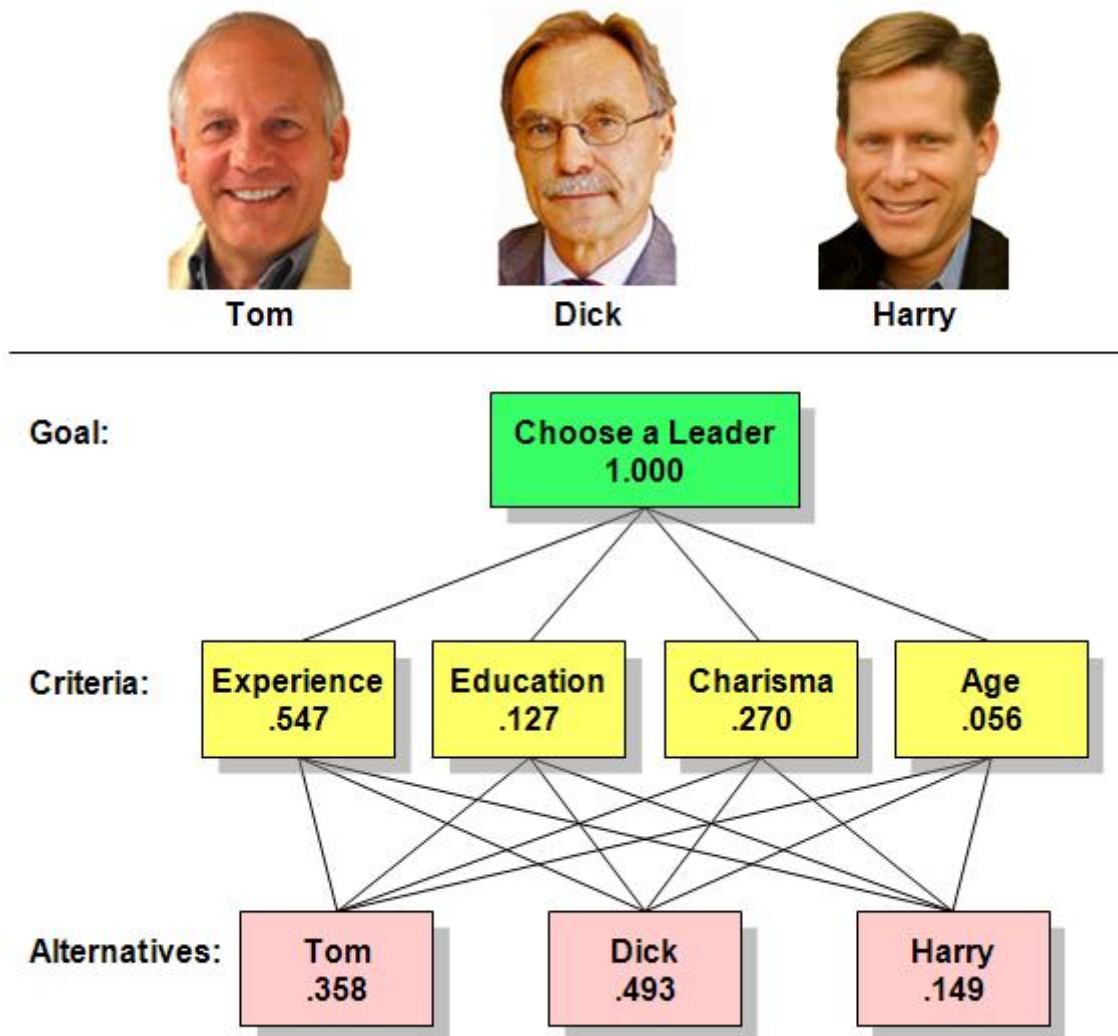 Tom
Dick
Harry
Goal:
Choose a Leader
1.000
Criteria:
Experience
.547
Education
.127
Charisma
.270
Age
.056
Alternatives:
Tom
.358
Dick
.493
Harry
.149